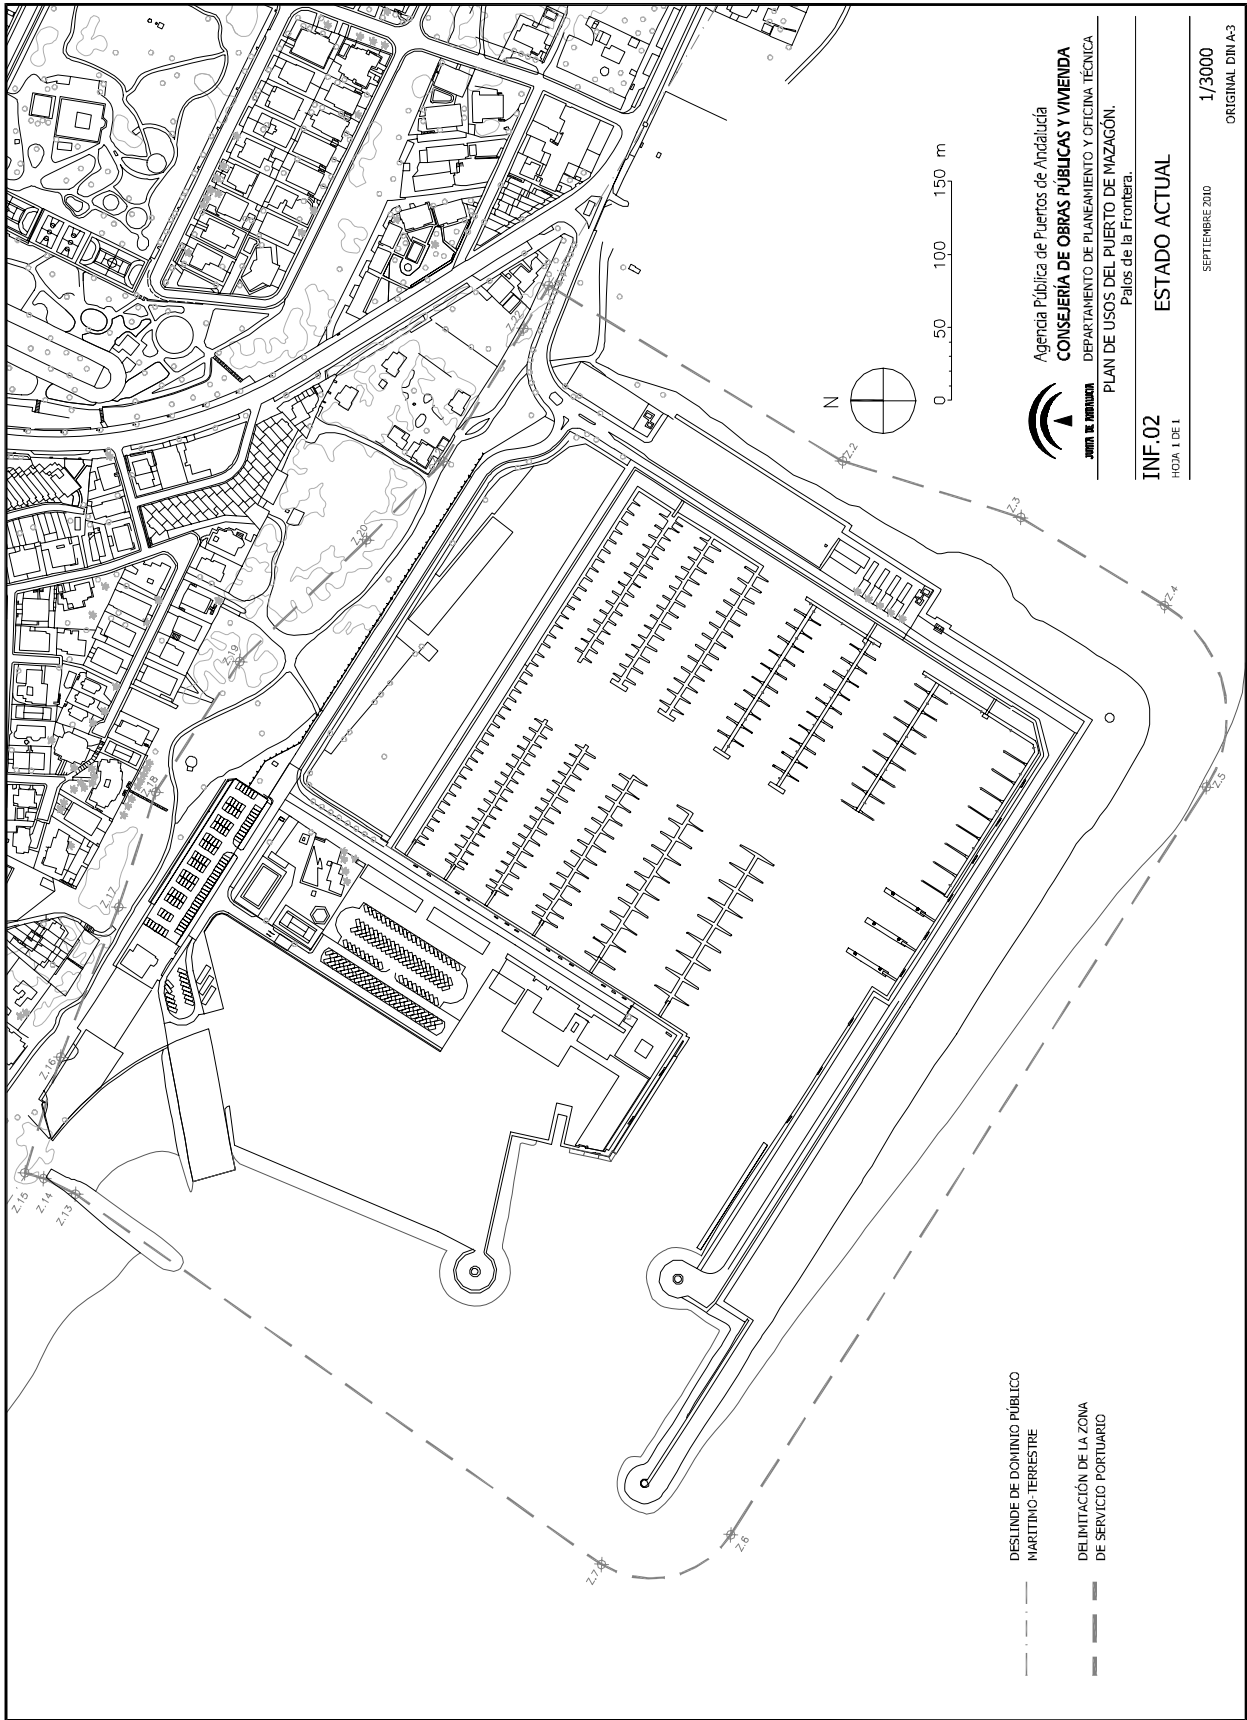 Agencia Pública de Puertos de Andalucía
CONSEJERÍA DE OBRAS PÚBLICAS Y VIVIENDA
JUNTA DE ANDALUCIA
DEPARTAMENTO DE PLANEAMIENTO Y OFICINA TÉCNICA
PLAN DE USOS DEL PUERTO DE MAZAGÓN.
Palos de la Frontera.
INF.02
HOJA 1 DE 1
ESTADO ACTUAL
SEPTIEMBRE 2010
1/3000
ORIGINAL DIN A-3
N
0 50 100 150 m
DESLINDE DE DOMINIO PÚBLICO
MARÍTIMO-TERRESTRE
DELIMITACIÓN DE LA ZONA
DE SERVICIO PORTUARIO
Z.15
Z.14
Z.13
Z.16
Z.17
Z.18
Z.19
Z.20
Z.22
Z.2
Z.3
Z.4
Z.5
Z.6
Z.7